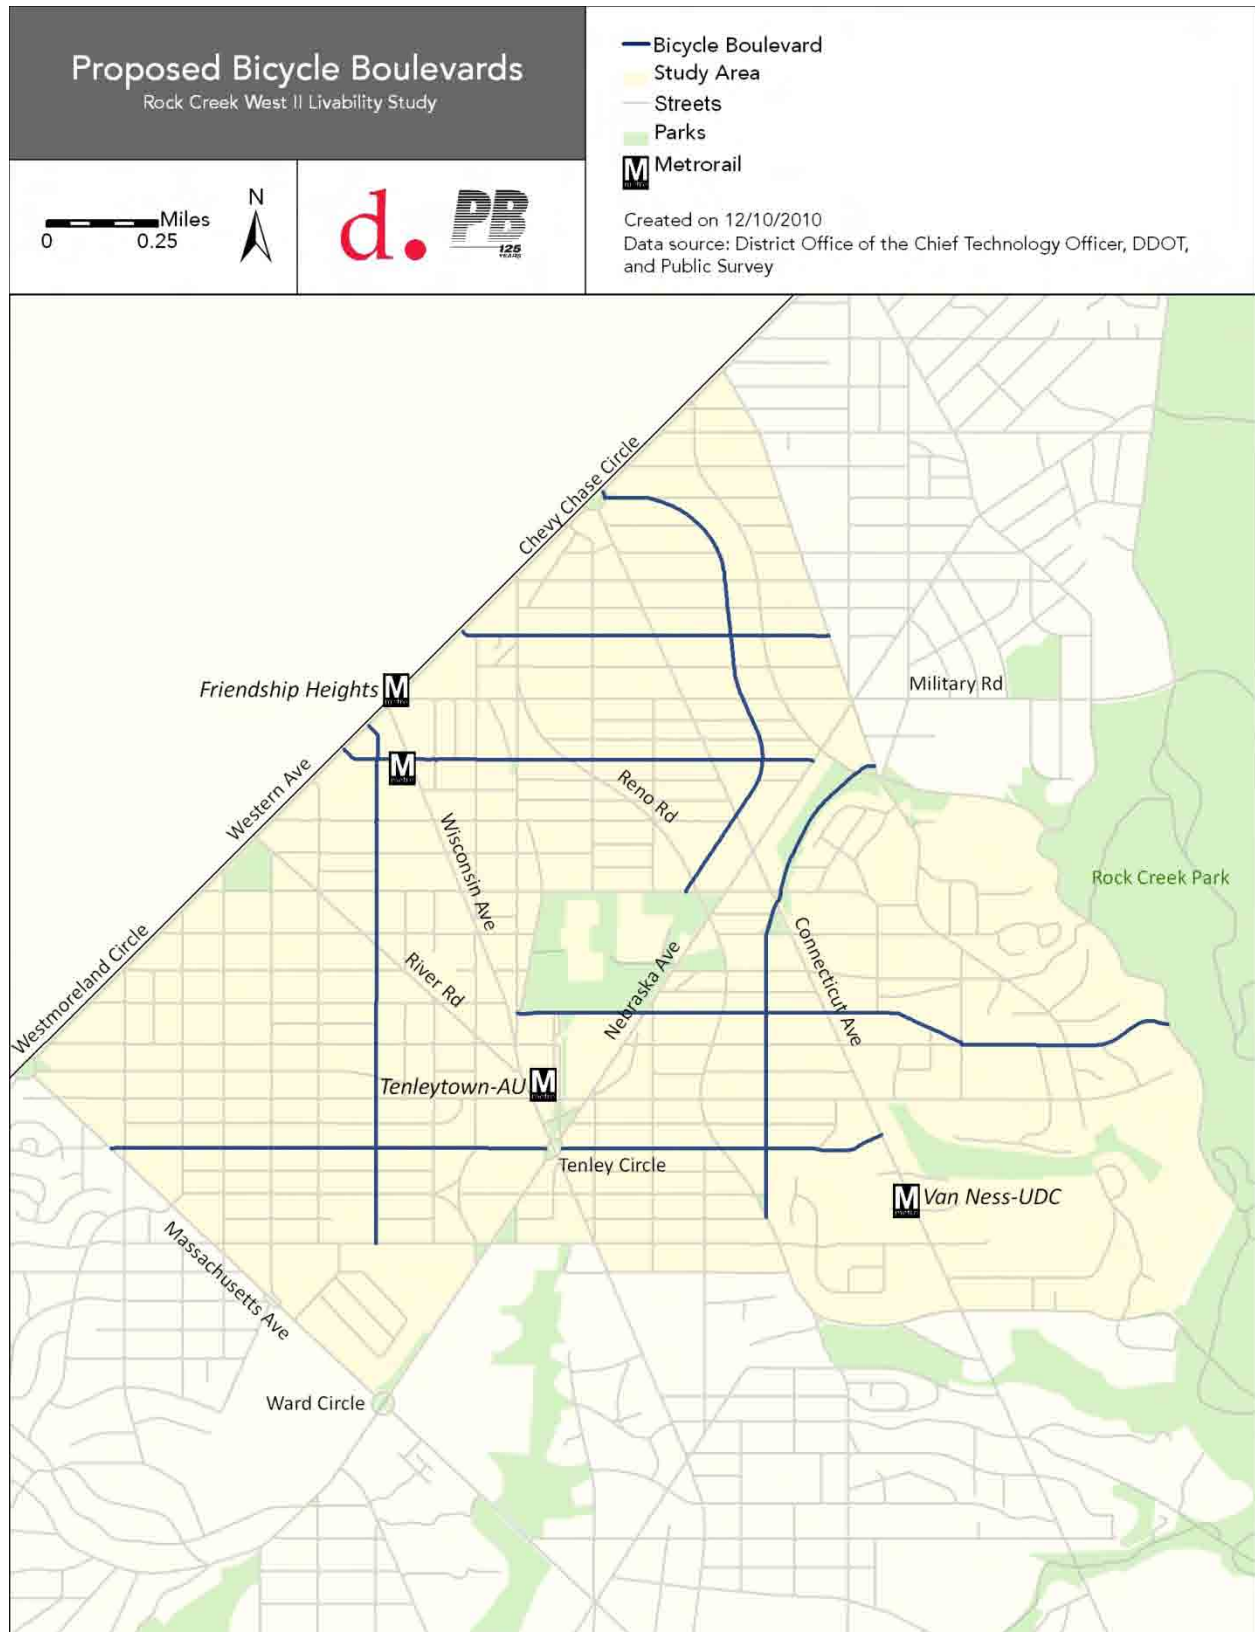 Proposed Bicycle Boulevards
Rock Creek West II Livability Study
Miles
0
0.25
N
d.
PB
125
YEARS
Bicycle Boulevard
Study Area
Streets
Parks
M Metrorail
metro
Created on 12/10/2010
Data source: District Office of the Chief Technology Officer, DDOT,
and Public Survey
Chevy Chase Circle
Friendship Heights M
Military Rd
M
Western Ave
Reno Rd
Wisconsin Ave
Rock Creek Park
Connecticut Ave
Westmoreland Circle
River Rd
Nebraska Ave
Tenleytown-AU M
Tenley Circle
M Van Ness-UDC
Massachusetts Ave
Ward Circle